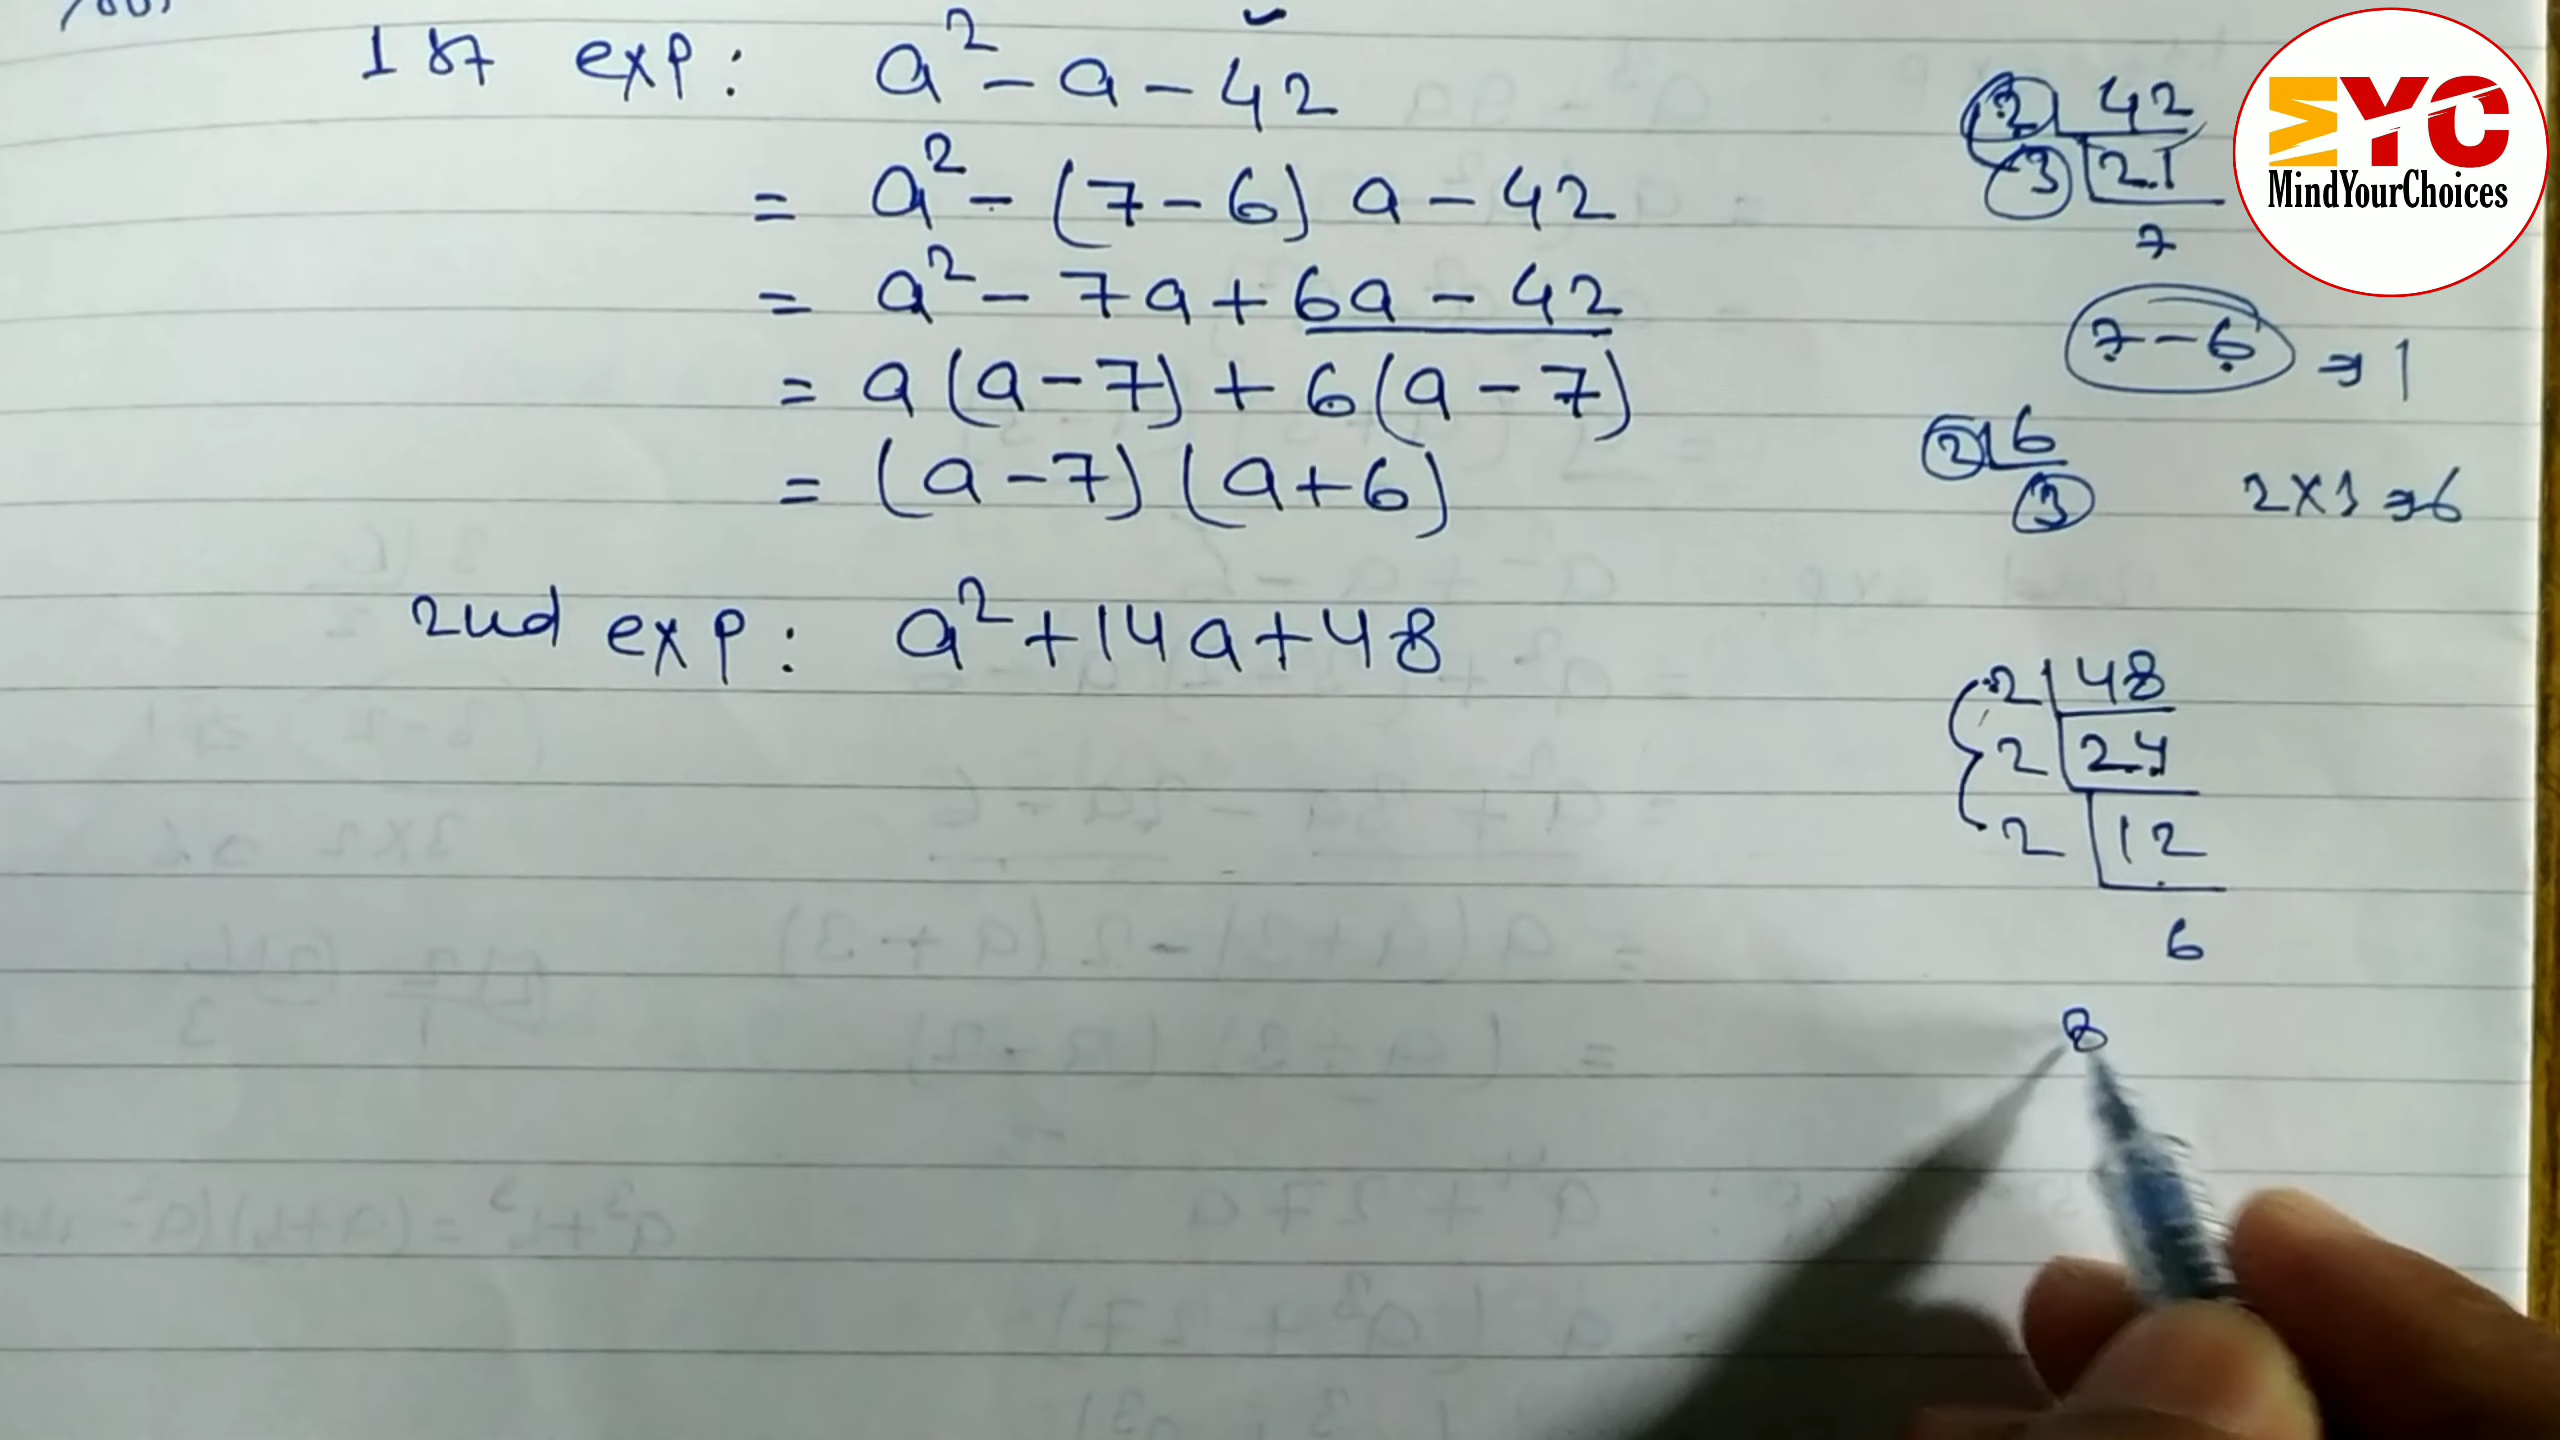 1st exp: a² - a - 42
= a² - (7 - 6) a - 42
= a² - 7a + 6a - 42
= a (a - 7) + 6 (a - 7)
= (a - 7) (a + 6)
2nd exp: a² + 14a + 48
2 42
3 21
7
7 - 6 ⇒ 1
2 6
3
2 × 3 ⇒ 6
2 48
2 24
2 12
6
8
MYC
MindYourChoices